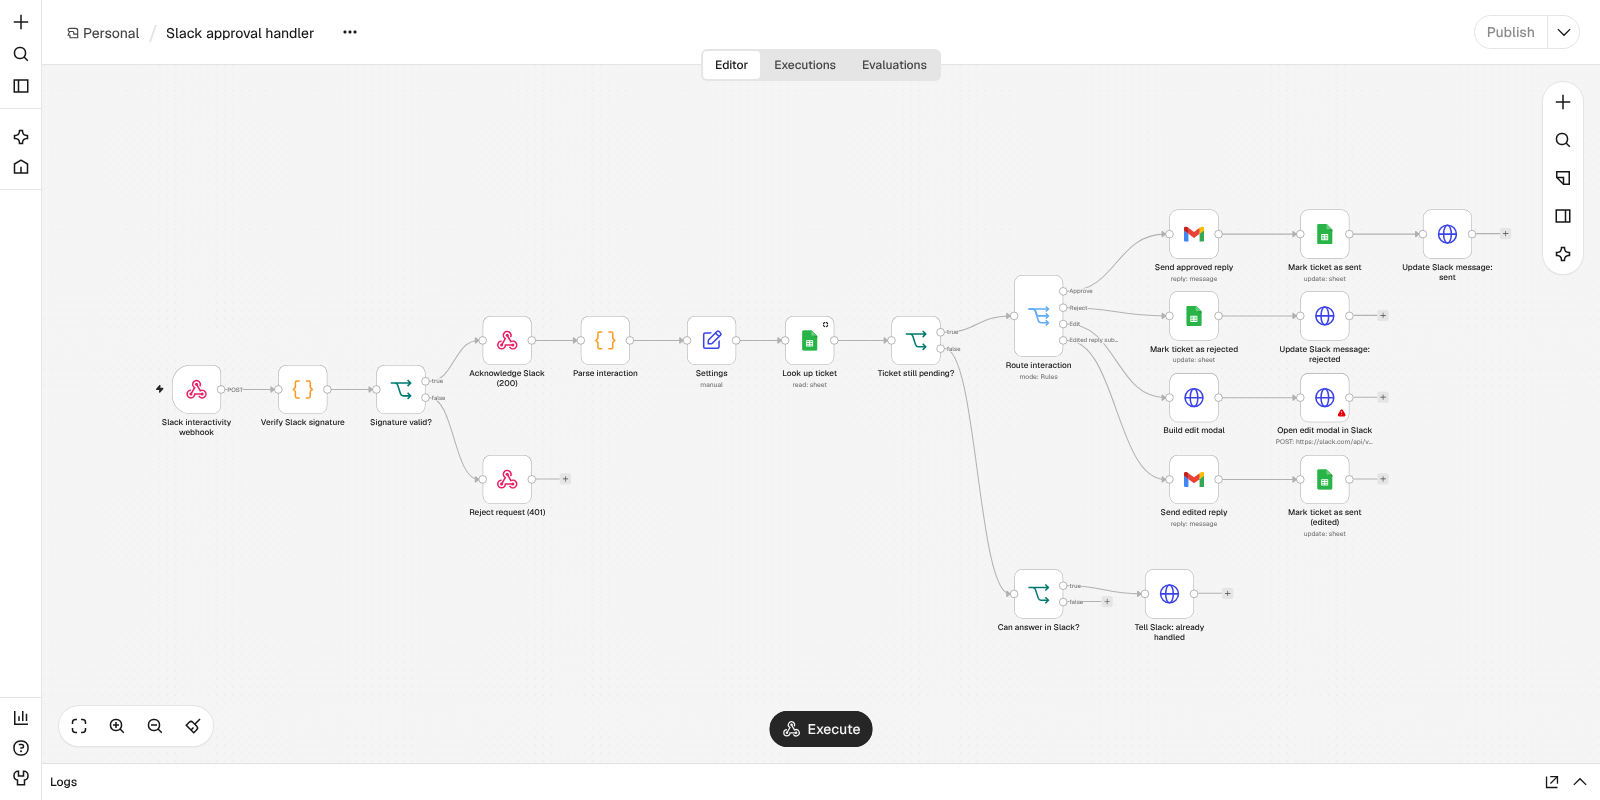 Personal / Slack approval handler •••
Publish
Editor
Executions
Evaluations
Slack interactivity
webhook
POST
Verify Slack signature
Signature valid?
true
false
Acknowledge Slack
(200)
Reject request (401)
Parse interaction
Settings
manual
Look up ticket
read: sheet
Ticket still pending?
true
false
Route interaction
mode: Rules
Approve
Reject
Edit
Edited reply sub...
Send approved reply
reply: message
Mark ticket as sent
update: sheet
Update Slack message:
sent
Mark ticket as rejected
update: sheet
Update Slack message:
rejected
Build edit modal
Open edit modal in Slack
POST: https://slack.com/api/v...
Send edited reply
reply: message
Mark ticket as sent
(edited)
update: sheet
Can answer in Slack?
true
false
Tell Slack: already
handled
Execute
Logs